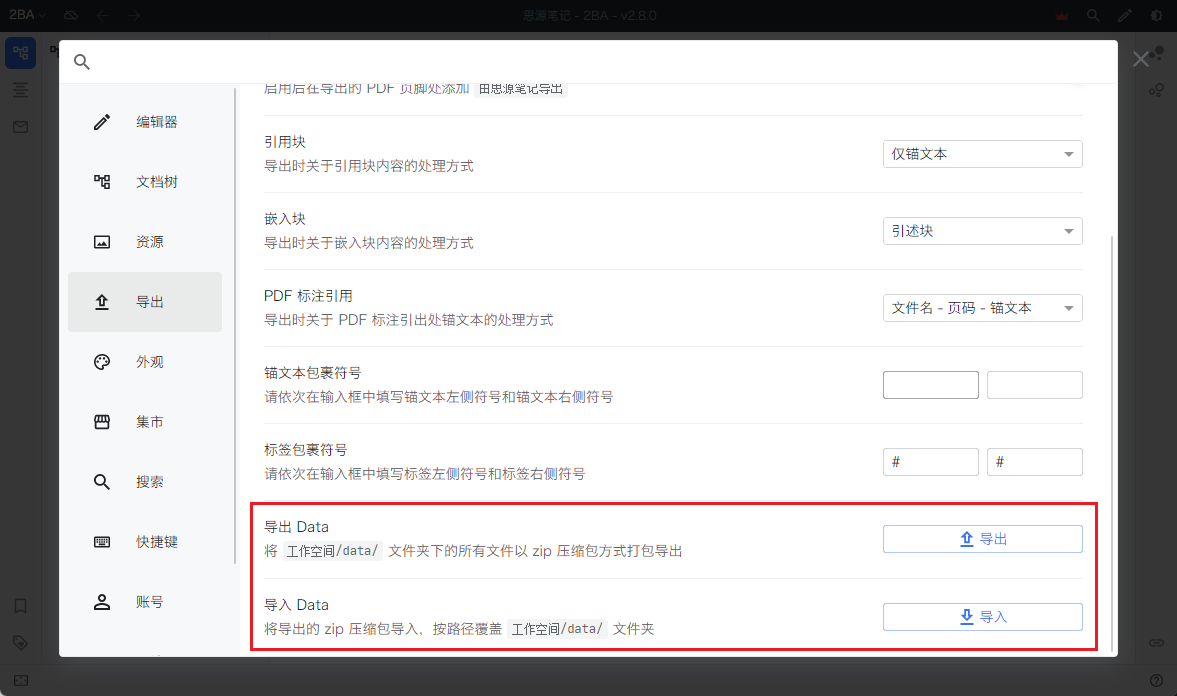 2BA
思源笔记 - 2BA - v2.8.0
启用后在导出的 PDF 页脚处添加 由思源笔记导出
编辑器
文档树
资源
导出
外观
集市
搜索
快捷键
账号
引用块
导出时关于引用块内容的处理方式
仅锚文本
嵌入块
导出时关于嵌入块内容的处理方式
引述块
PDF 标注引用
导出时关于 PDF 标注引出处锚文本的处理方式
文件名 - 页码 - 锚文本
锚文本包裹符号
请依次在输入框中填写锚文本左侧符号和锚文本右侧符号
标签包裹符号
请依次在输入框中填写标签左侧符号和标签右侧符号
# #
导出 Data
将 工作空间/data/ 文件夹下的所有文件以 zip 压缩包方式打包导出
导出
导入 Data
将导出的 zip 压缩包导入，按路径覆盖 工作空间/data/ 文件夹
导入